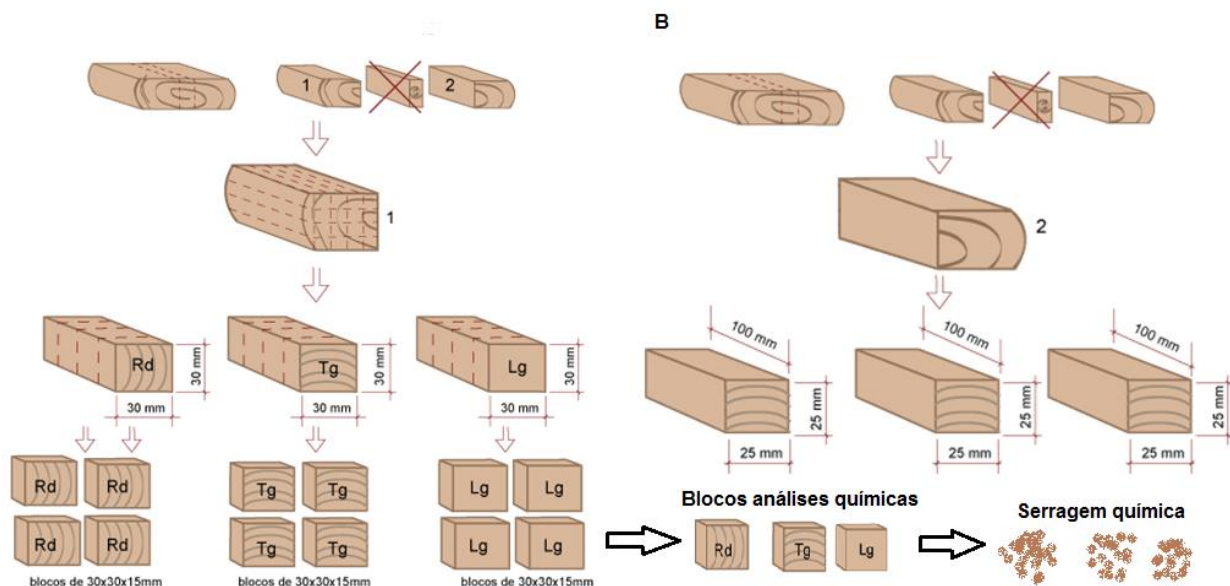 B
1
2
1
2
Rd
30 mm
30 mm
Tg
30 mm
30 mm
Lg
30 mm
30 mm
100 mm
25 mm
25 mm
100 mm
25 mm
25 mm
100 mm
25 mm
25 mm
Rd Rd
Rd Rd
blocos de 30x30x15mm
Tg Tg
Tg Tg
blocos de 30x30x15mm
Lg Lg
Lg Lg
blocos de 30x30x15mm
Blocos análises químicas
Rd Tg Lg
Serragem química